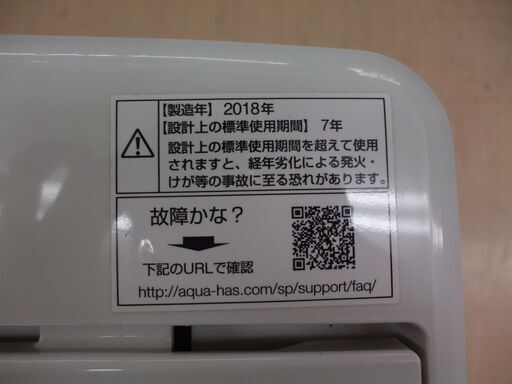 【製造年】2018年
【設計上の標準使用期間】7年
設計上の標準使用期間を超えて使用
されますと、経年劣化による発火・
けが等の事故に至る恐れがあります。
故障かな？
下記のURLで確認
http://aqua-has.com/sp/support/faq/